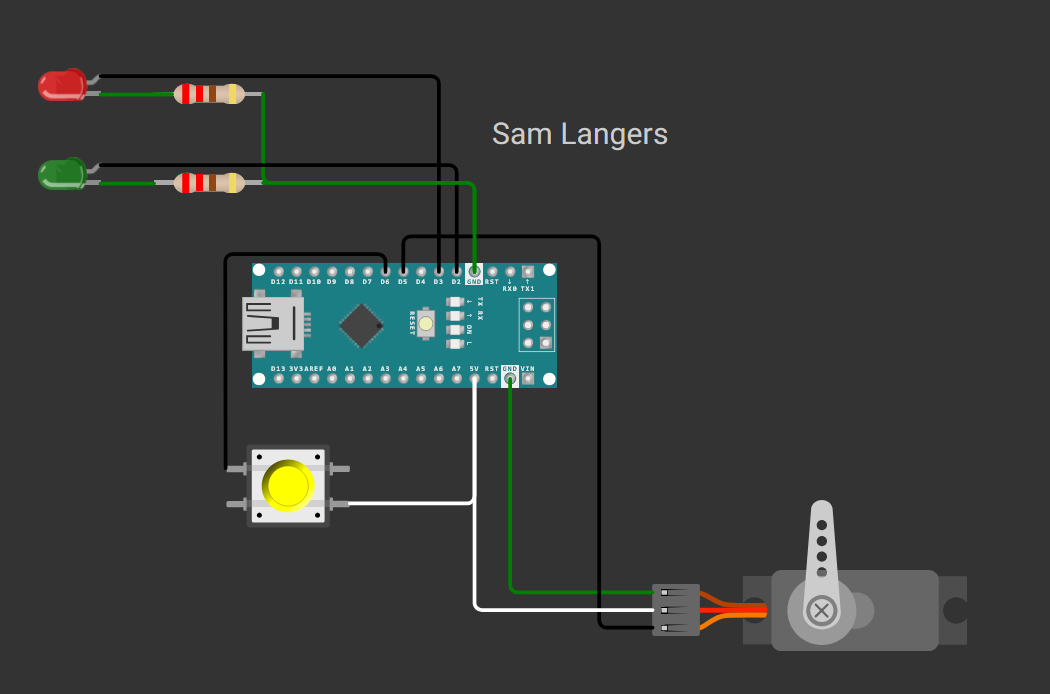 Sam Langers
D12 D11 D10 D9 D8 D7 D6 D5 D4 D3 D2 GND RST ↓ ↑
RX0 TX1
RESET
↓ TX
↑ RX
ON
L
D13 3V3 AREF A0 A1 A2 A3 A4 A5 A6 A7 5V RST GND VIN